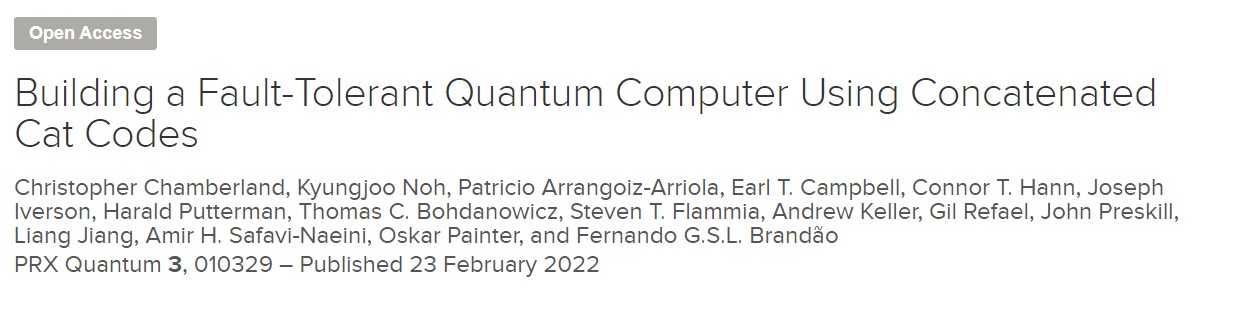 Open Access
Building a Fault-Tolerant Quantum Computer Using Concatenated
Cat Codes
Christopher Chamberland, Kyungjoo Noh, Patricio Arrangoiz-Arriola, Earl T. Campbell, Connor T. Hann, Joseph
Iverson, Harald Putterman, Thomas C. Bohdanowicz, Steven T. Flammia, Andrew Keller, Gil Refael, John Preskill,
Liang Jiang, Amir H. Safavi-Naeini, Oskar Painter, and Fernando G.S.L. Brandão
PRX Quantum 3, 010329 – Published 23 February 2022